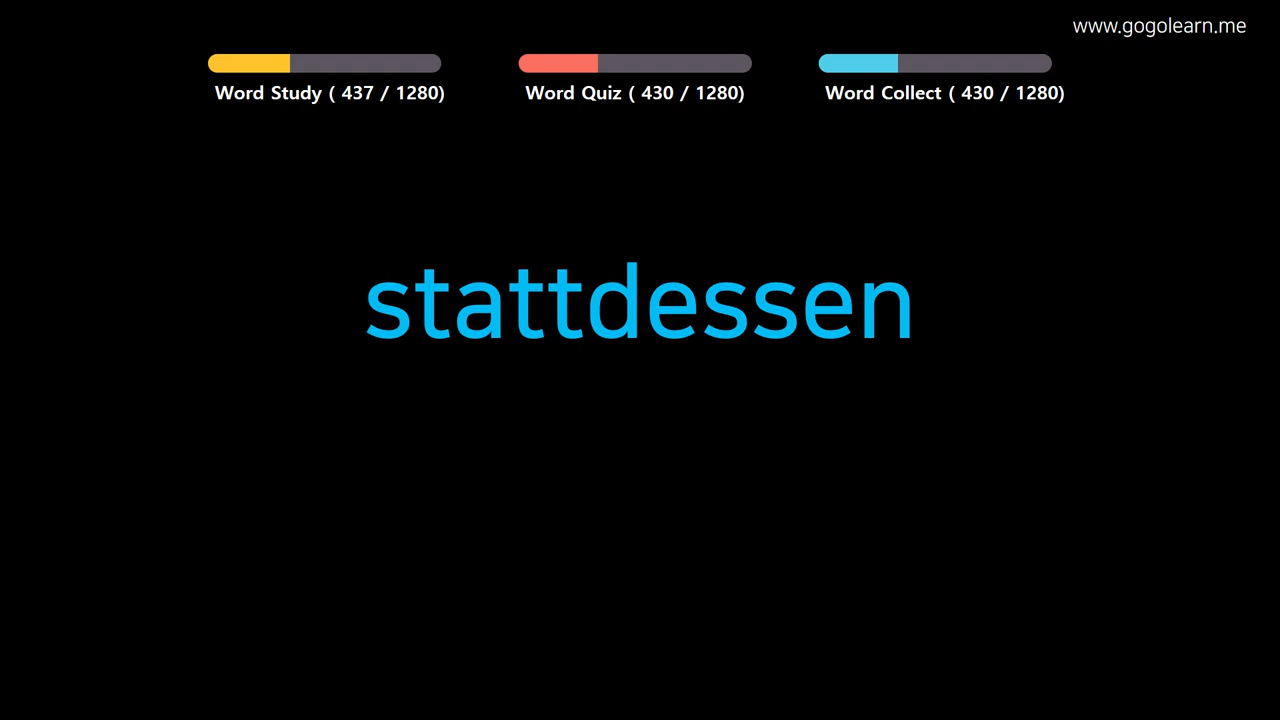 www.gogolearn.me
Word Study ( 437 / 1280)
Word Quiz ( 430 / 1280)
Word Collect ( 430 / 1280)
stattdessen